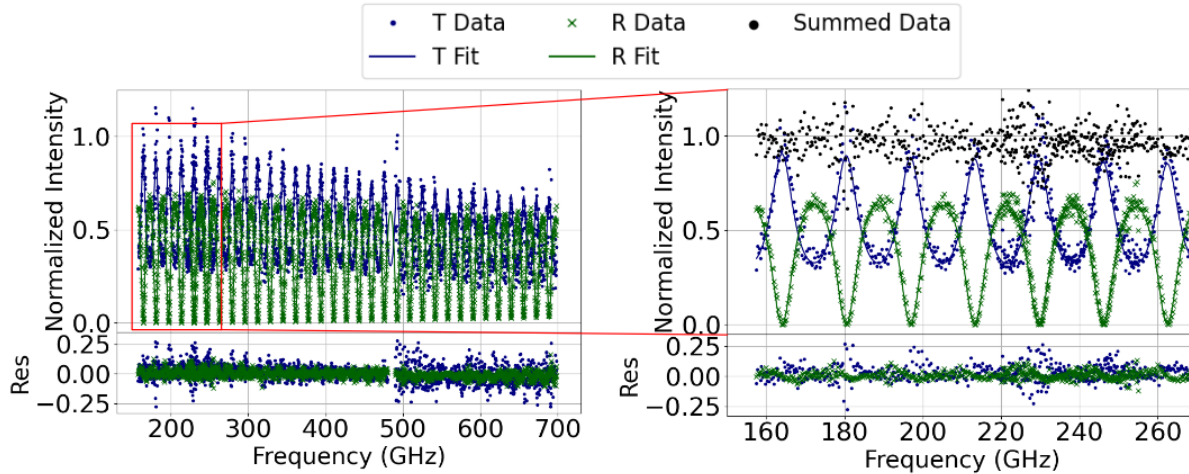 T Data
R Data
Summed Data
T Fit
R Fit
Normalized Intensity
1.0
0.5
0.0
Res
0.25
0.00
−0.25
200
300
400
500
600
700
Frequency (GHz)
Normalized Intensity
1.0
0.5
0.0
Res
0.25
0.00
−0.25
160
180
200
220
240
260
Frequency (GHz)